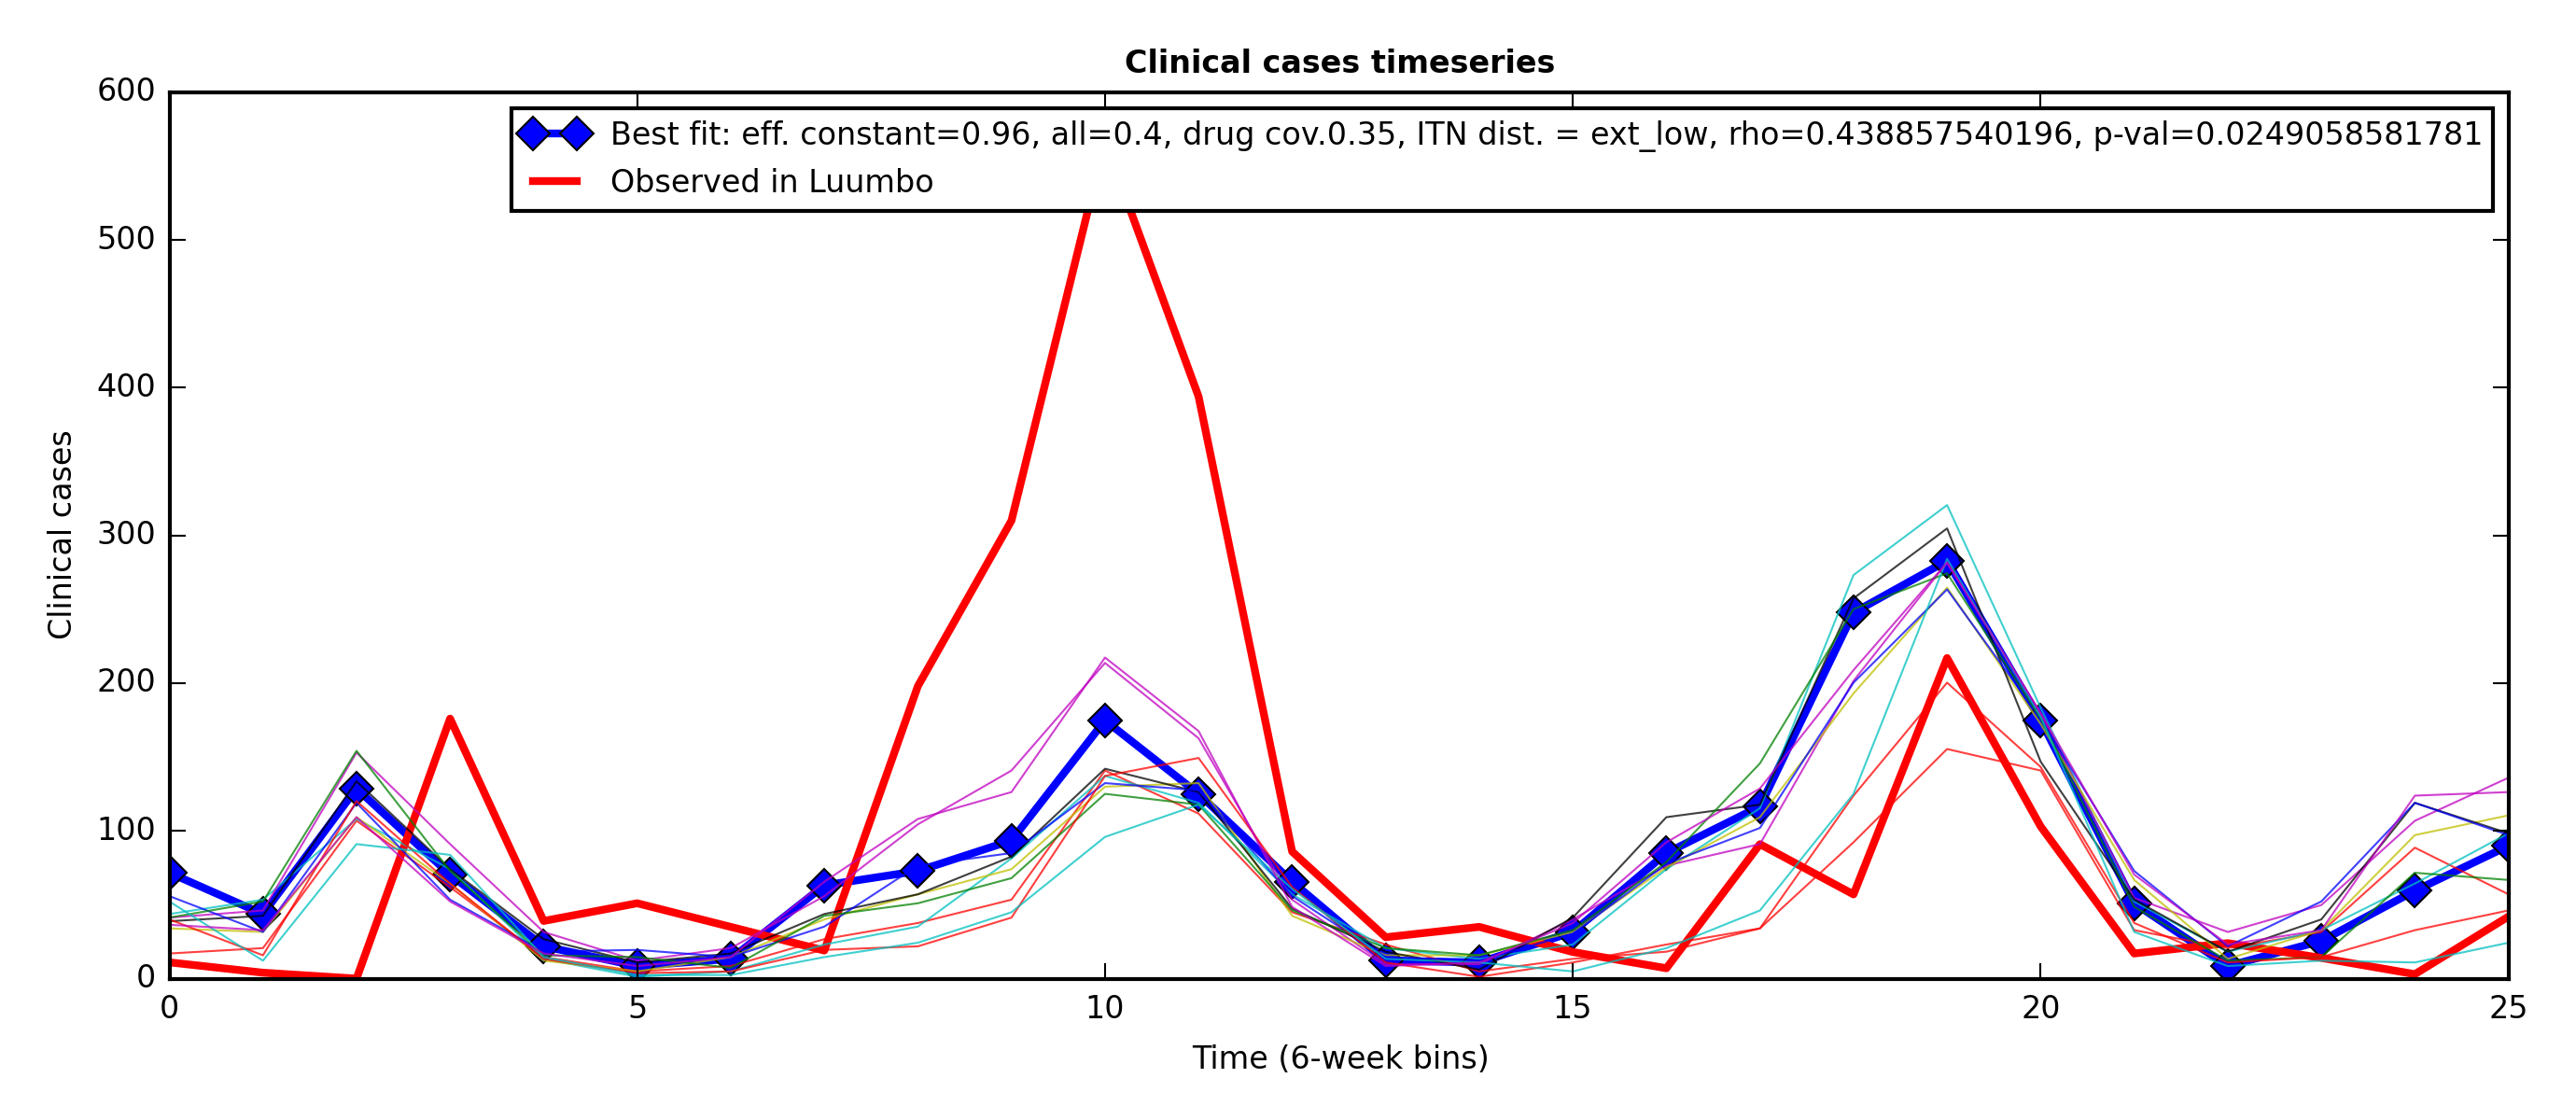 Clinical cases timeseries
600
500
400
300
200
100
0
Clinical cases
Best fit: eff. constant=0.96, all=0.4, drug cov.0.35, ITN dist. = ext_low, rho=0.438857540196, p-val=0.0249058581781
Observed in Luumbo
0 5 10 15 20 25
Time (6-week bins)